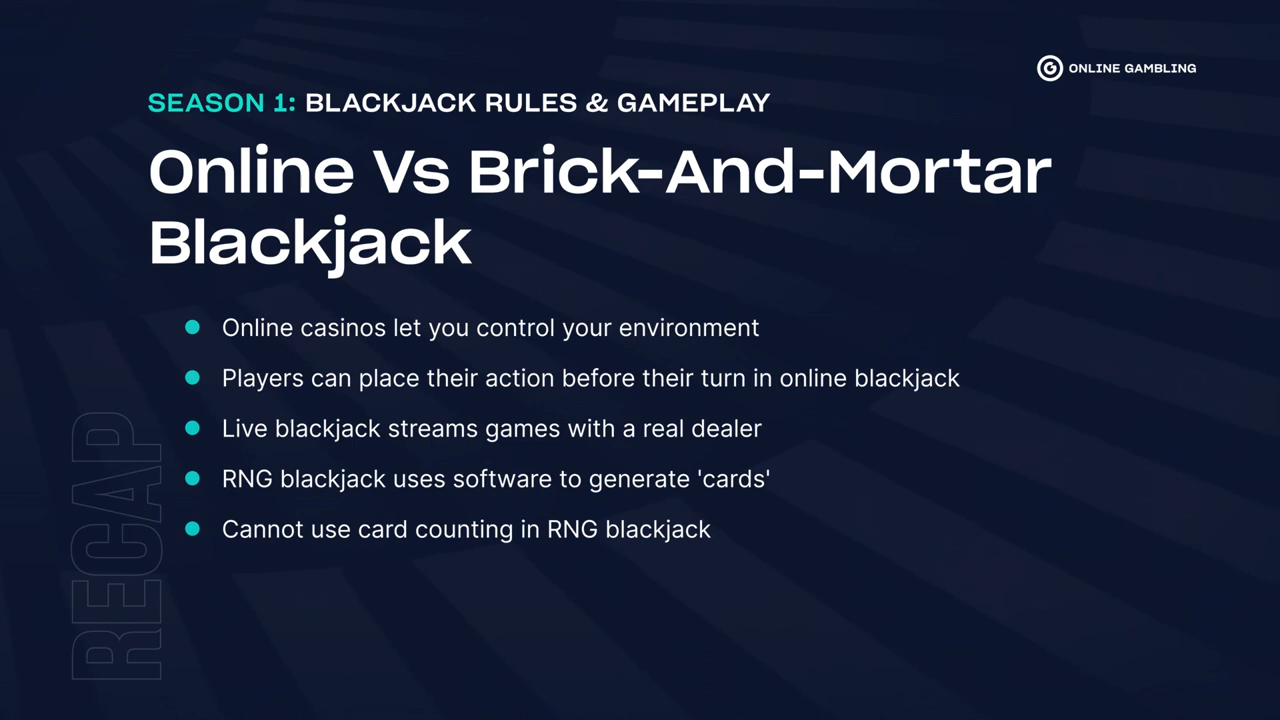 ONLINE GAMBLING
SEASON 1: BLACKJACK RULES & GAMEPLAY
Online Vs Brick-And-Mortar
Blackjack
Online casinos let you control your environment
Players can place their action before their turn in online blackjack
Live blackjack streams games with a real dealer
RNG blackjack uses software to generate 'cards'
Cannot use card counting in RNG blackjack
RECAP